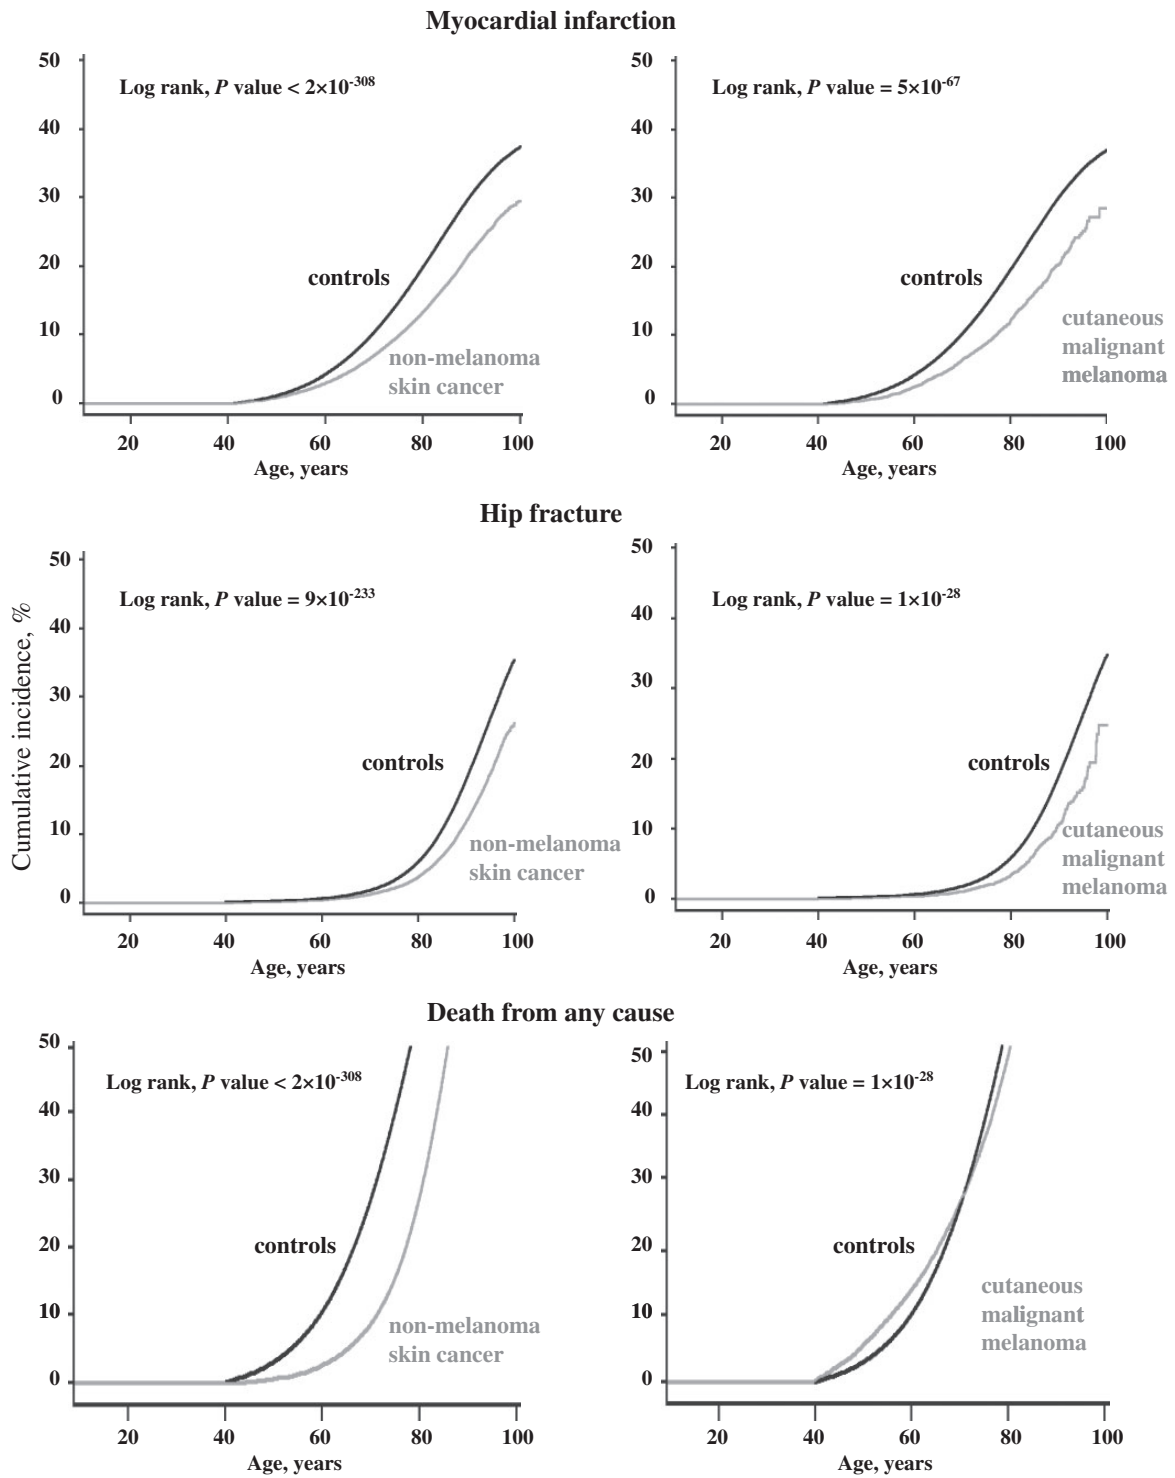 Myocardial infarction
50
Log rank, P value < 2×10⁻³⁰⁸
40
30
20
controls
10
non-melanoma
skin cancer
0
20 40 60 80 100
Age, years
50
Log rank, P value = 5×10⁻⁶⁷
40
30
20
controls
10
cutaneous
malignant
melanoma
0
20 40 60 80 100
Age, years
Cumulative incidence, %
Hip fracture
50
Log rank, P value = 9×10⁻²³³
40
30
20
controls
10
non-melanoma
skin cancer
0
20 40 60 80 100
Age, years
50
Log rank, P value = 1×10⁻²⁸
40
30
20
controls
10
cutaneous
malignant
melanoma
0
20 40 60 80 100
Age, years
Death from any cause
50
Log rank, P value < 2×10⁻³⁰⁸
40
30
20
controls
10
non-melanoma
skin cancer
0
20 40 60 80 100
Age, years
50
Log rank, P value = 1×10⁻²⁸
40
30
20
controls
10
cutaneous
malignant
melanoma
0
20 40 60 80 100
Age, years